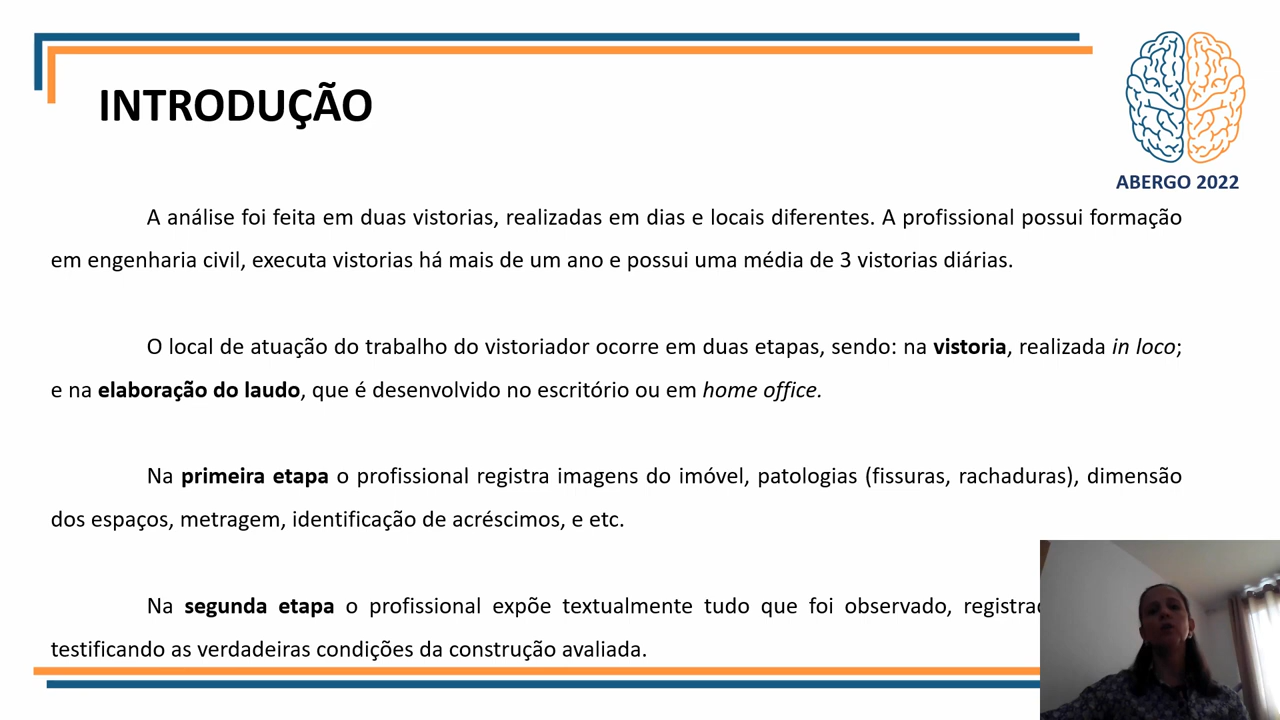 INTRODUÇÃO
ABERGO 2022
A análise foi feita em duas vistorias, realizadas em dias e locais diferentes. A profissional possui formação
em engenharia civil, executa vistorias há mais de um ano e possui uma média de 3 vistorias diárias.
O local de atuação do trabalho do vistoriador ocorre em duas etapas, sendo: na vistoria, realizada in loco;
e na elaboração do laudo, que é desenvolvido no escritório ou em home office.
Na primeira etapa o profissional registra imagens do imóvel, patologias (fissuras, rachaduras), dimensão
dos espaços, metragem, identificação de acréscimos, e etc.
Na segunda etapa o profissional expõe textualmente tudo que foi observado,
testificando as verdadeiras condições da construção avaliada.